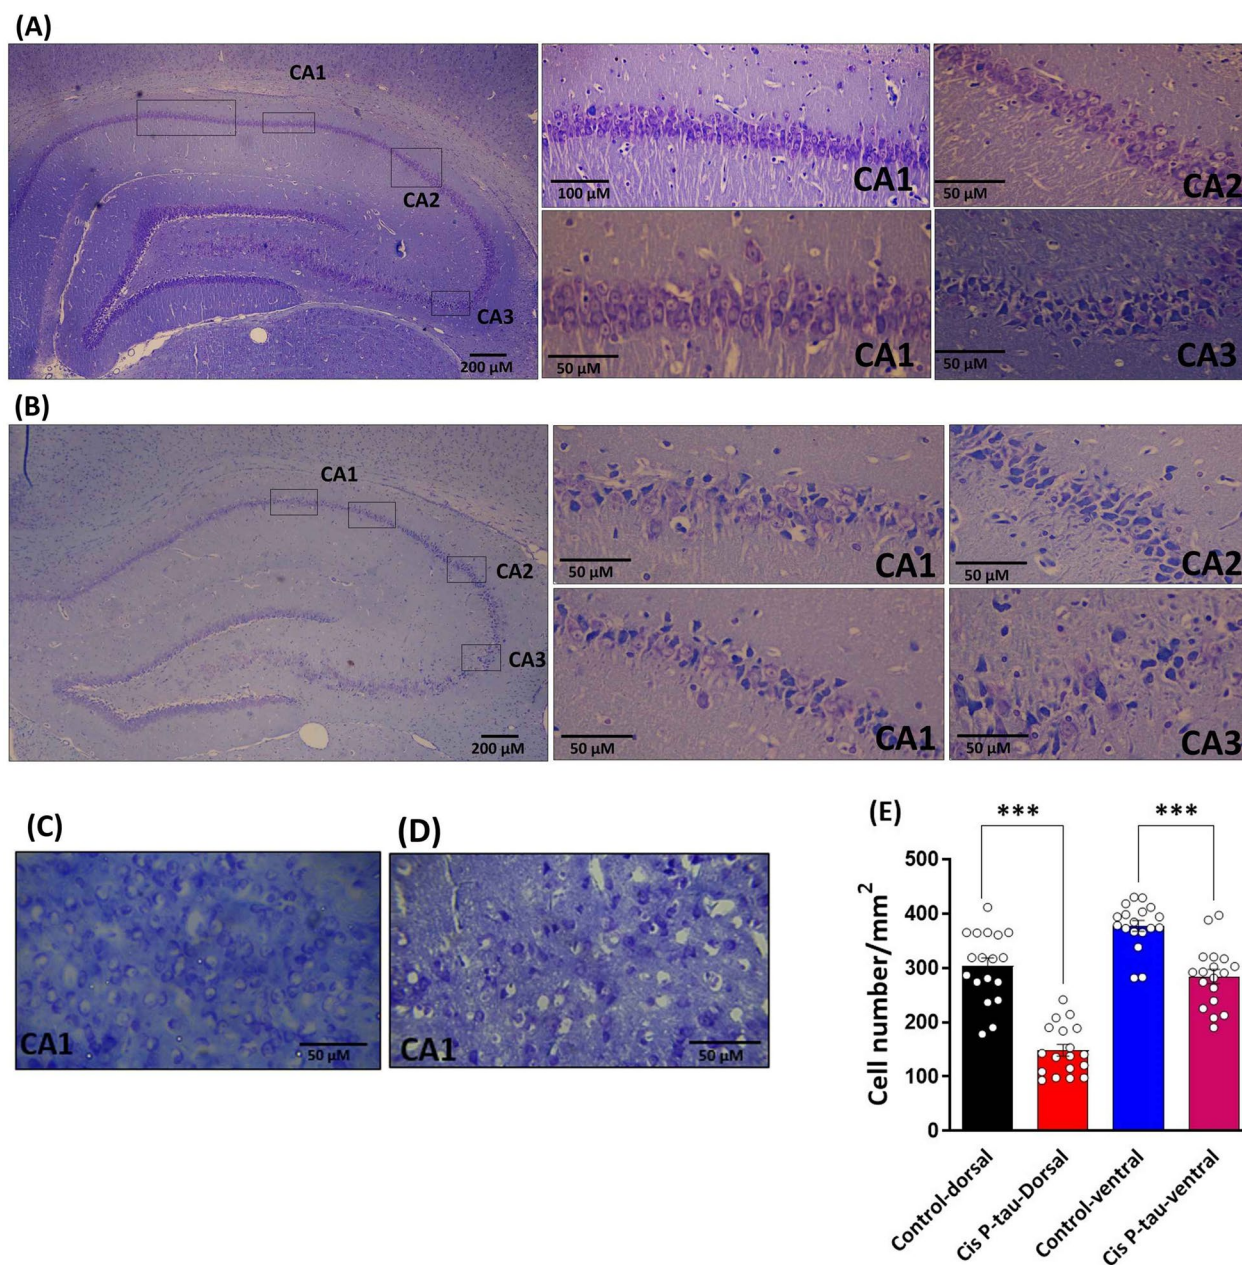 (A)
CA1
CA2
CA3
200 µM
100 µM
CA1
50 µM
CA2
50 µM
CA1
50 µM
CA3
(B)
CA1
CA2
CA3
200 µM
50 µM
CA1
50 µM
CA2
50 µM
CA1
50 µM
CA3
(C)
CA1
50 µM
(D)
CA1
50 µM
(E)
***
***
Cell number/mm²
500
400
300
200
100
0
Control-dorsal
Cis P-tau-Dorsal
Control-ventral
Cis P-tau-ventral